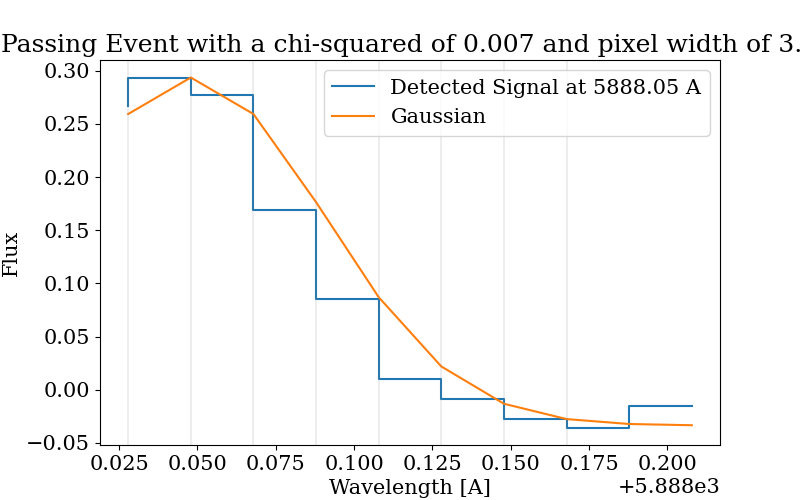 Passing Event with a chi-squared of 0.007 and pixel width of 3.
0.30
0.25
0.20
0.15
0.10
0.05
0.00
−0.05
Flux
Detected Signal at 5888.05 A
Gaussian
0.025 0.050 0.075 0.100 0.125 0.150 0.175 0.200
Wavelength [A]
+5.888e3